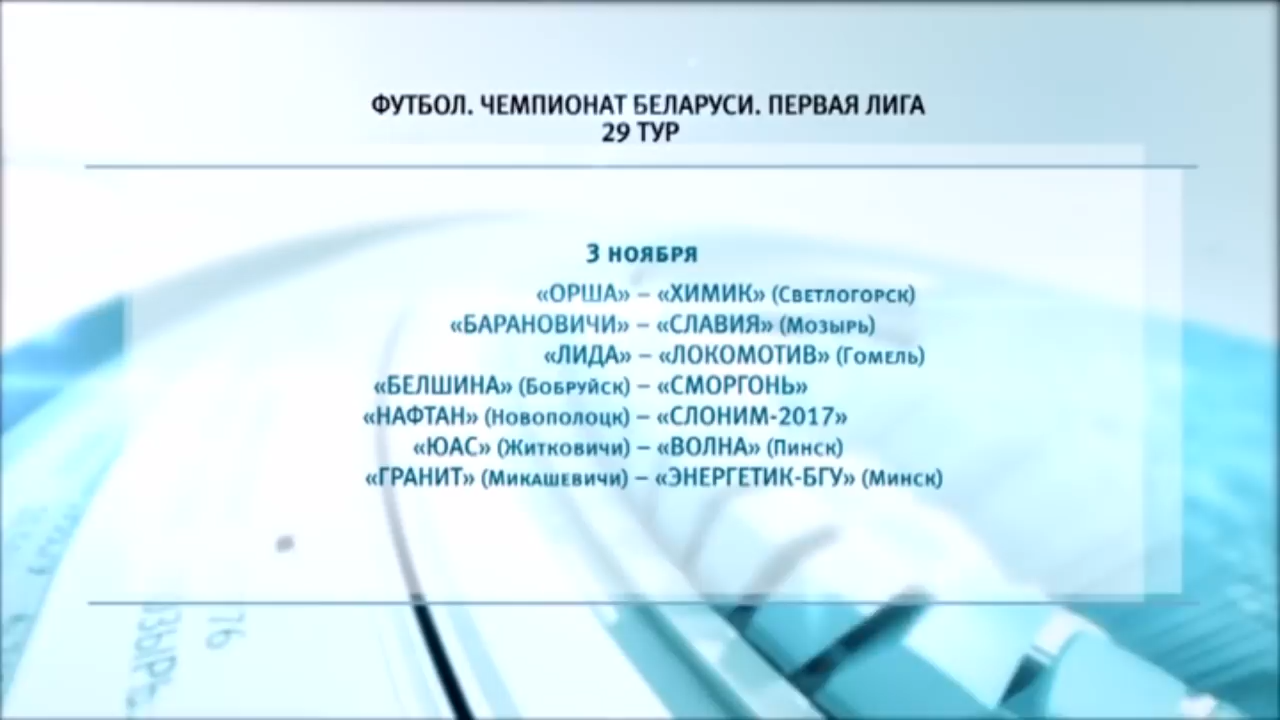 ФУТБОЛ. ЧЕМПИОНАТ БЕЛАРУСИ. ПЕРВАЯ ЛИГА
29 ТУР
3 НОЯБРЯ
«ОРША» – «ХИМИК» (Светлогорск)
«БАРАНОВИЧИ» – «СЛАВИЯ» (Мозырь)
«ЛИДА» – «ЛОКОМОТИВ» (Гомель)
«БЕЛШИНА» (Бобруйск) – «СМОРГОНЬ»
«НАФТАН» (Новополоцк) – «СЛОНИМ-2017»
«ЮАС» (Житковичи) – «ВОЛНА» (Пинск)
«ГРАНИТ» (Микашевичи) – «ЭНЕРГЕТИК-БГУ» (Минск)
76